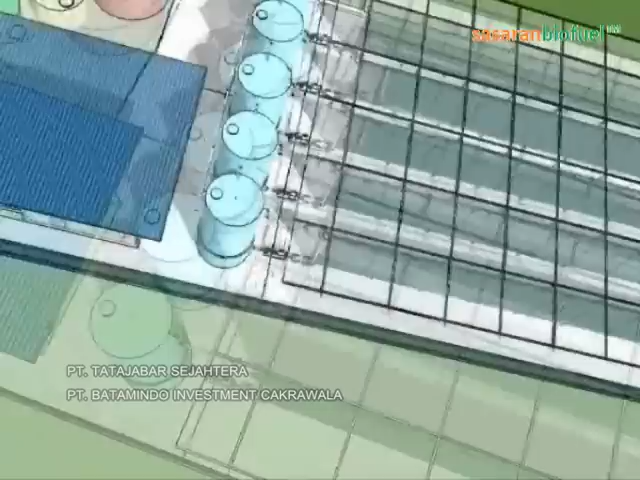 sasaranbiofuel™
PT. TATAJABAR SEJAHTERA
PT. BATAMINDO INVESTMENT CAKRAWALA